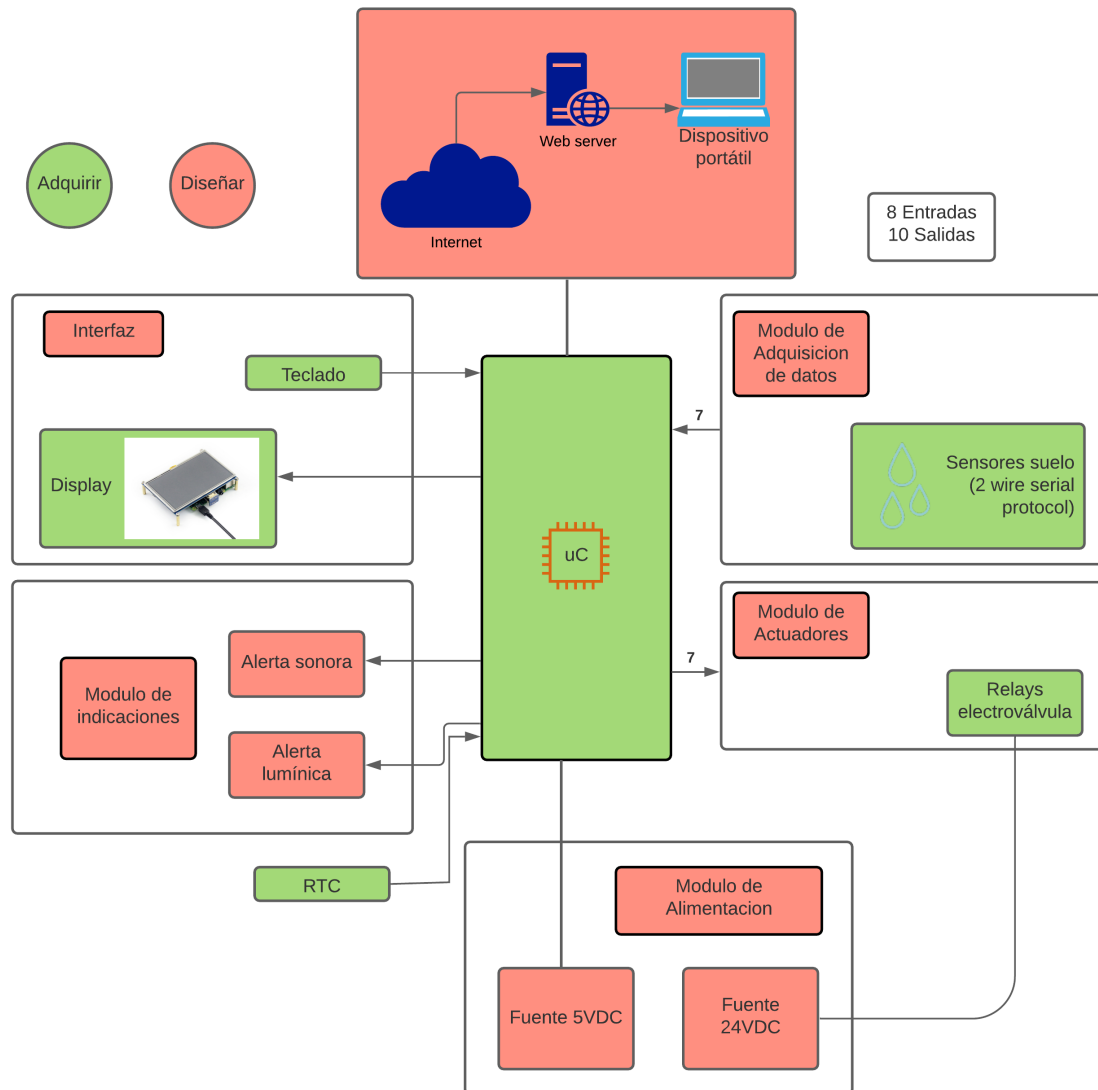 Web server
Dispositivo
portátil
Internet
Adquirir
Diseñar
8 Entradas
10 Salidas
Interfaz
Teclado
Display
Modulo de
Adquisicion
de datos
7
Sensores suelo
(2 wire serial
protocol)
uC
Modulo de
indicaciones
Alerta sonora
Alerta
lumínica
7
Modulo de
Actuadores
Relays
electroválvula
RTC
Modulo de
Alimentacion
Fuente 5VDC
Fuente
24VDC